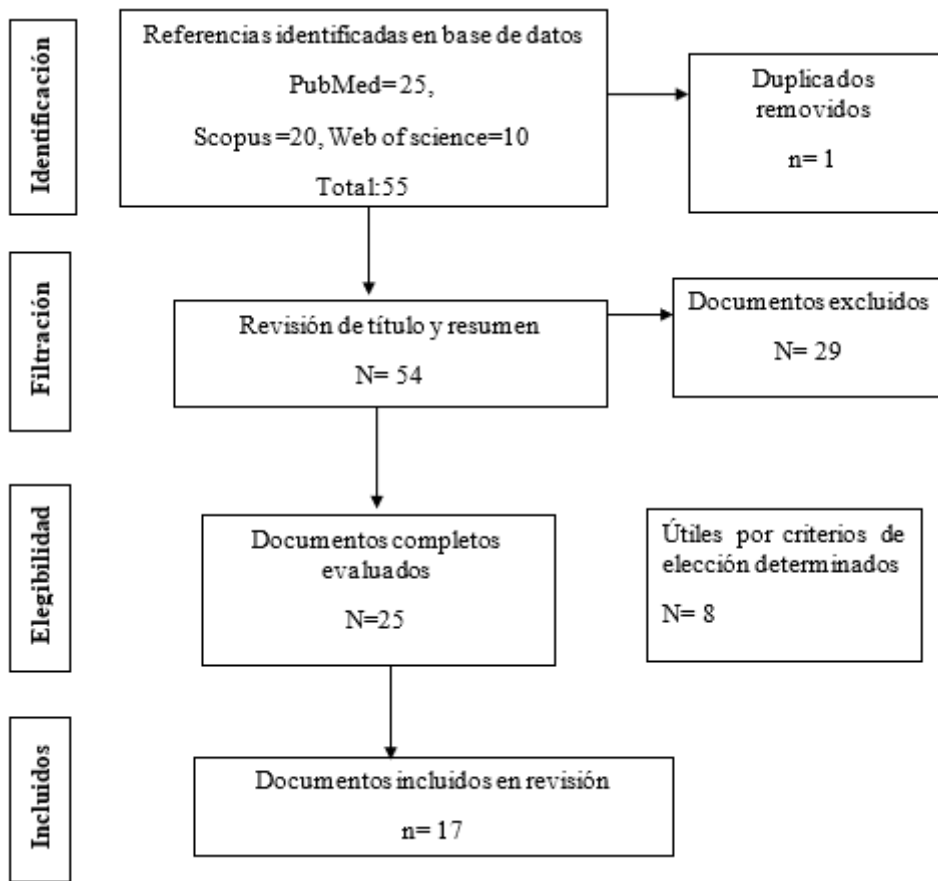 Identificación
Referencias identificadas en base de datos
PubMed= 25,
Scopus =20, Web of science=10
Total:55
Duplicados
removidos
n= 1
Filtración
Revisión de título y resumen
N= 54
Documentos excluidos
N= 29
Elegibilidad
Documentos completos
evaluados
N=25
Útiles por criterios de
elección determinados
N= 8
Incluidos
Documentos incluidos en revisión
n= 17